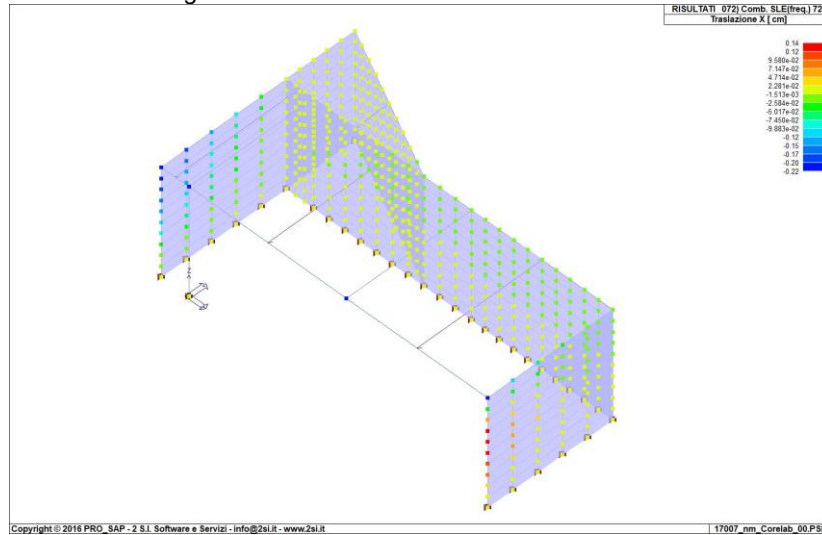 RISULTATI 072) Comb. SLE(freq.) 72
Traslazione X [ cm]
0.14
0.12
9.580e-02
7.147e-02
4.714e-02
2.281e-02
-1.513e-03
-2.584e-02
-5.017e-02
-7.450e-02
-9.883e-02
-0.12
-0.15
-0.17
-0.20
-0.22
Z
Copyright © 2016 PRO_SAP - 2 S.I. Software e Servizi - info@2si.it - www.2si.it
17007_nm_Corelab_00.PS